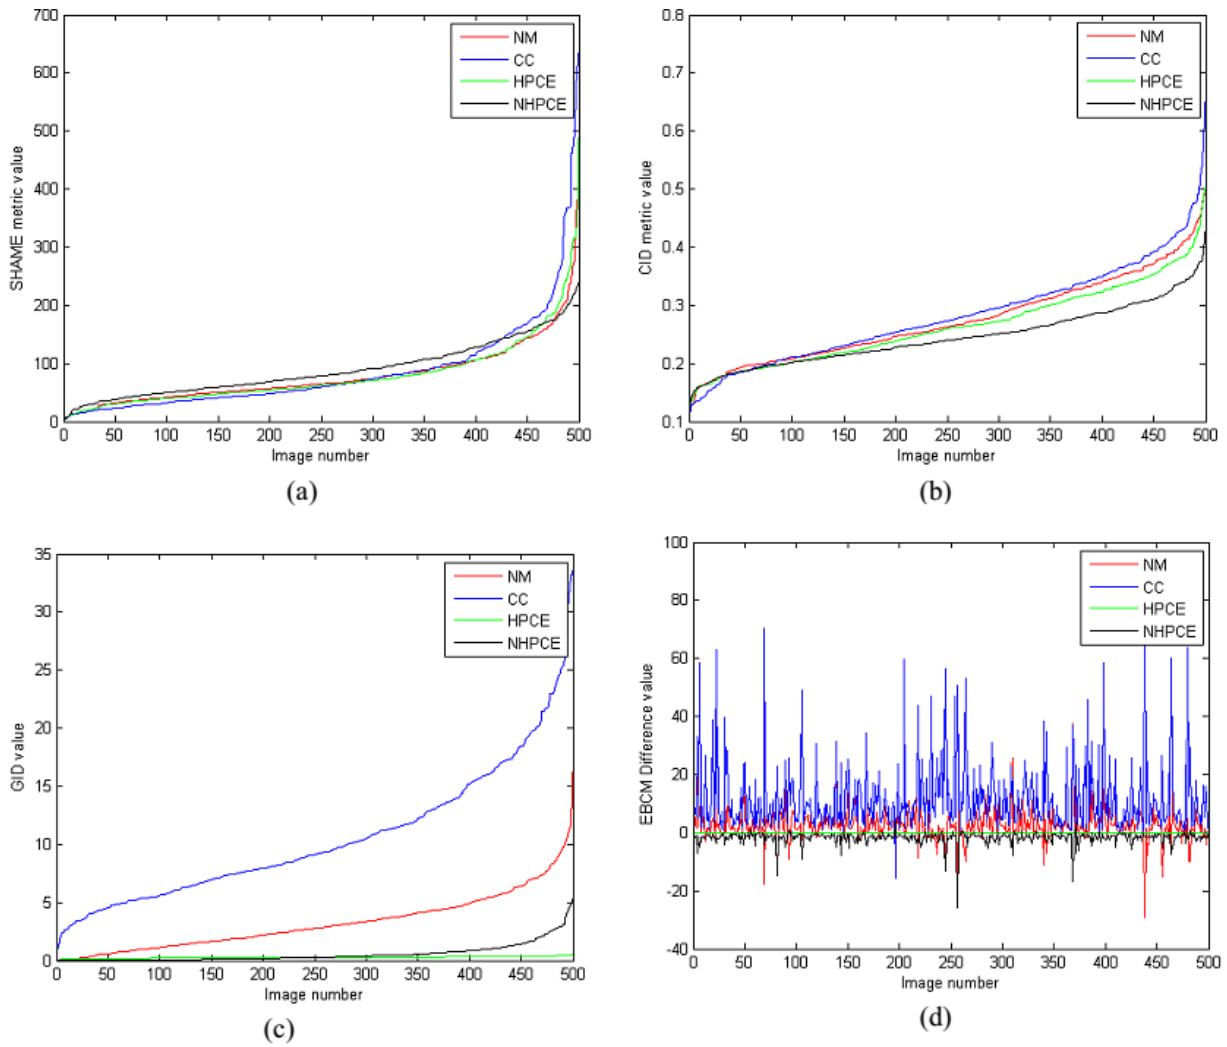 700
600
500
400
300
200
100
0
SHAME metric value
NM
CC
HPCE
NHPCE
0 50 100 150 200 250 300 350 400 450 500
Image number
(a)
0.8
0.7
0.6
0.5
0.4
0.3
0.2
0.1
CID metric value
NM
CC
HPCE
NHPCE
0 50 100 150 200 250 300 350 400 450 500
Image number
(b)
35
30
25
20
15
10
5
0
GID value
NM
CC
HPCE
NHPCE
0 50 100 150 200 250 300 350 400 450 500
Image number
(c)
100
80
60
40
20
0
-20
-40
EBCM Difference value
NM
CC
HPCE
NHPCE
0 50 100 150 200 250 300 350 400 450 500
Image number
(d)